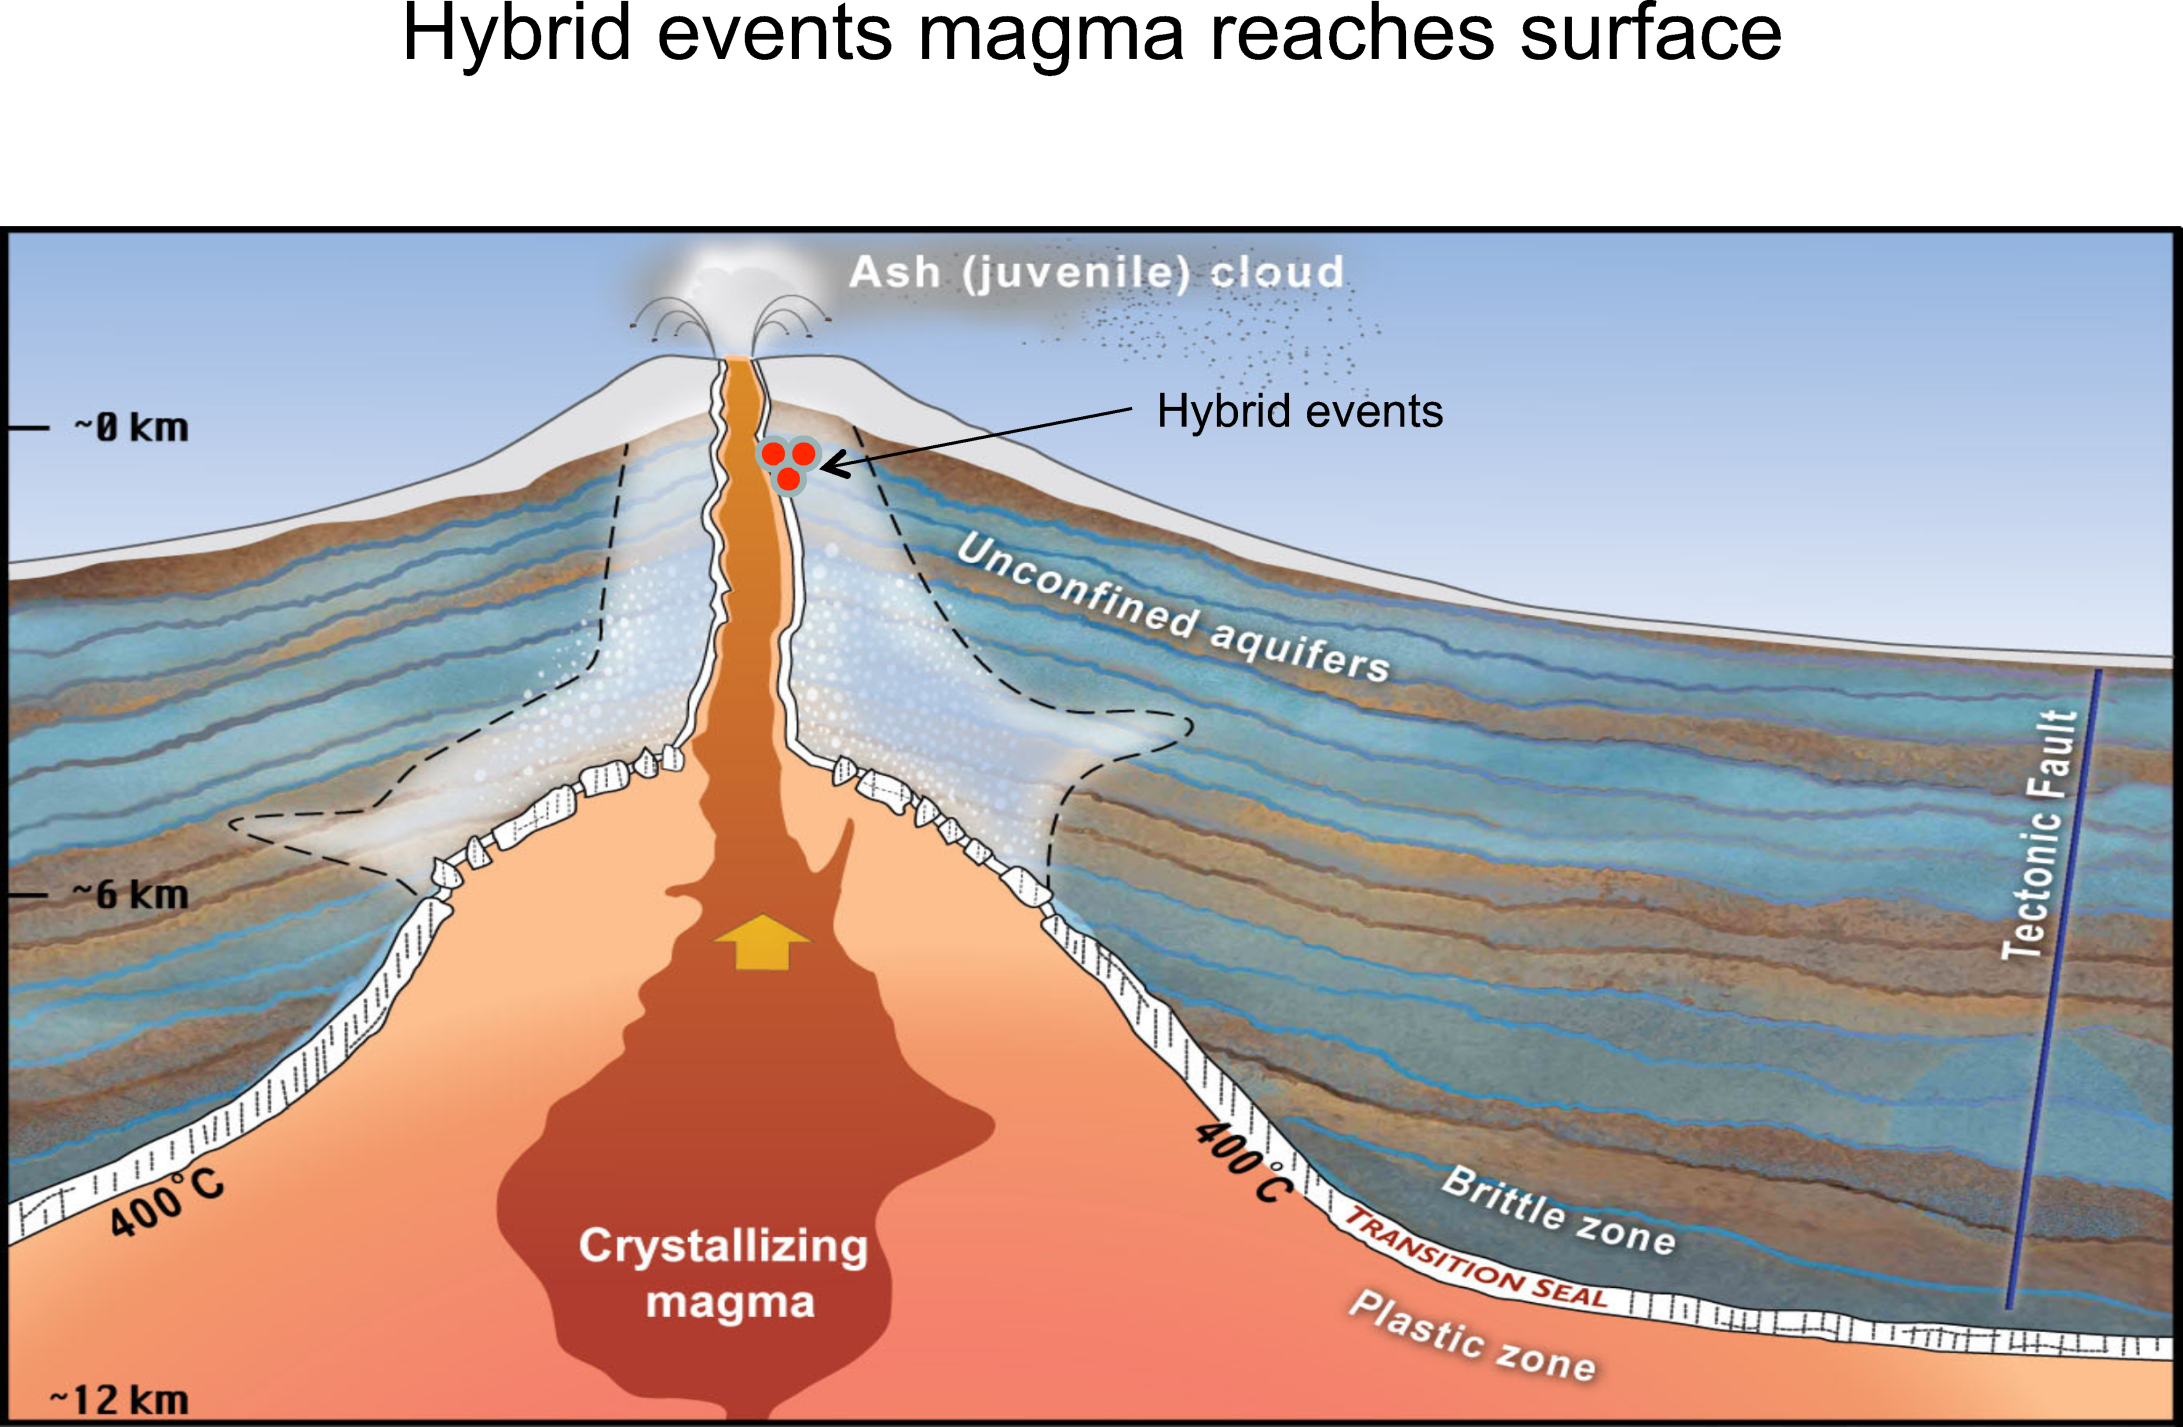 Hybrid events magma reaches surface
Ash (juvenile) cloud
~0 km
Hybrid events
Unconfined aquifers
Tectonic Fault
~6 km
400°C
400°C
Brittle zone
TRANSITION SEAL
Crystallizing
magma
Plastic zone
~12 km